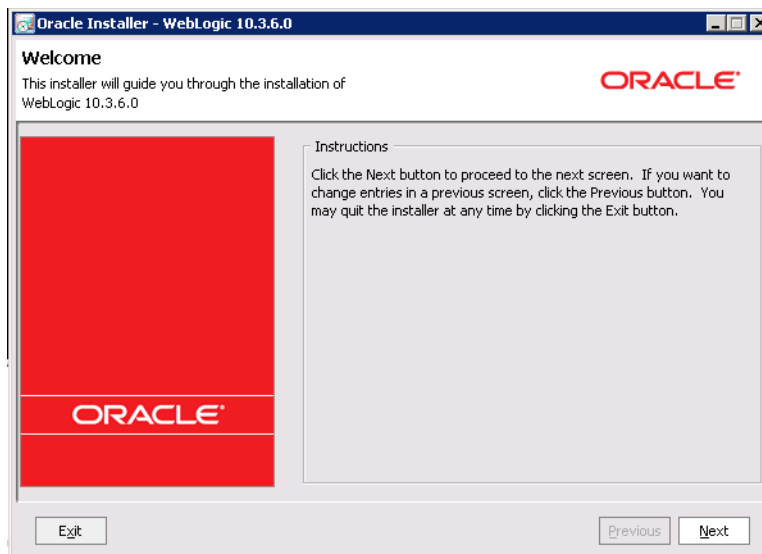 Oracle Installer - WebLogic 10.3.6.0
Welcome
This installer will guide you through the installation of
WebLogic 10.3.6.0
ORACLE
Instructions
Click the Next button to proceed to the next screen. If you want to
change entries in a previous screen, click the Previous button. You
may quit the installer at any time by clicking the Exit button.
ORACLE
Exit
Previous
Next